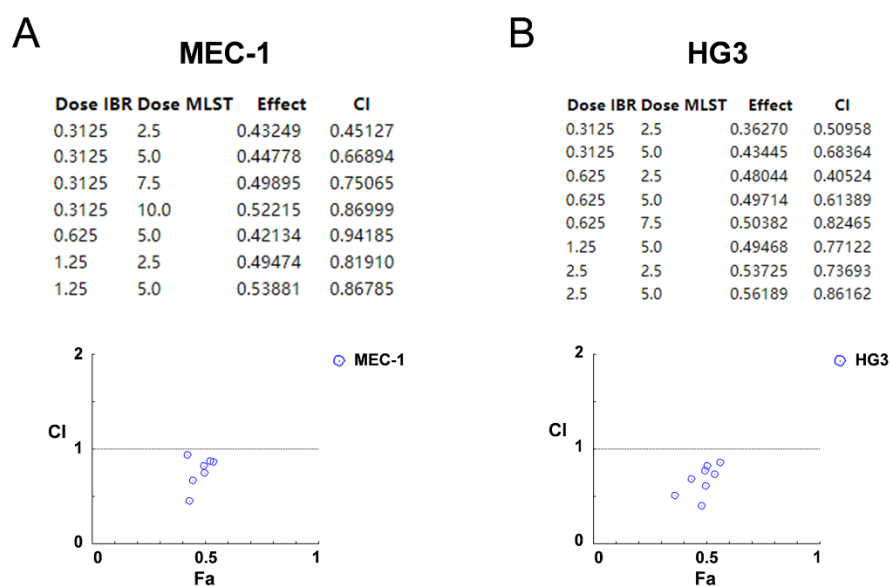 A
MEC-1
Dose IBR Dose MLST Effect CI
0.3125 2.5 0.43249 0.45127
0.3125 5.0 0.44778 0.66894
0.3125 7.5 0.49895 0.75065
0.3125 10.0 0.52215 0.86999
0.625 5.0 0.42134 0.94185
1.25 2.5 0.49474 0.81910
1.25 5.0 0.53881 0.86785
2
MEC-1
CI
1
0
0 0.5 1
Fa
B
HG3
Dose IBR Dose MLST Effect CI
0.3125 2.5 0.36270 0.50958
0.3125 5.0 0.43445 0.68364
0.625 2.5 0.48044 0.40524
0.625 5.0 0.49714 0.61389
0.625 7.5 0.50382 0.82465
1.25 5.0 0.49468 0.77122
2.5 2.5 0.53725 0.73693
2.5 5.0 0.56189 0.86162
2
HG3
CI
1
0
0 0.5 1
Fa